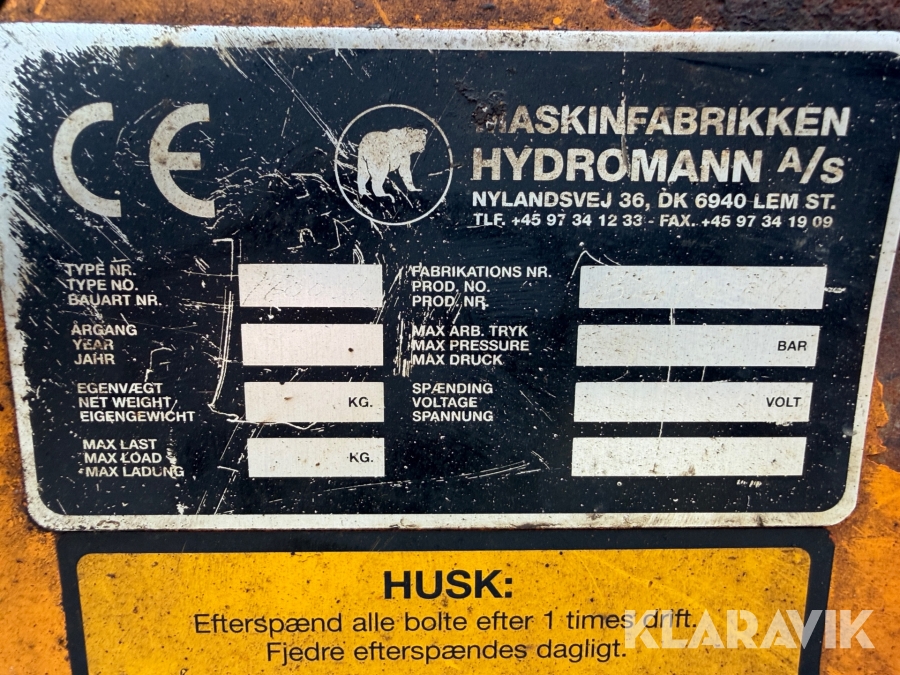 CE
MASKINFABRIKKEN
HYDROMANN A/S
NYLANDSVEJ 36, DK 6940 LEM ST.
TLF. +45 97 34 12 33 - FAX. +45 97 34 19 09
TYPE NR.
TYPE NO.
BAUART NR.
FABRIKATIONS NR.
PROD. NO.
PROD. NR.
ÅRGANG
YEAR
JAHR
MAX ARB. TRYK
MAX PRESSURE
MAX DRUCK
BAR
EGENVÆGT
NET WEIGHT
EIGENGEWICHT
KG.
SPÆNDING
VOLTAGE
SPANNUNG
VOLT
MAX LAST
MAX LOAD
MAX LADUNG
KG.
HUSK:
Efterspænd alle bolte efter 1 times drift.
Fjedre efterspændes dagligt.
KLARAVIK